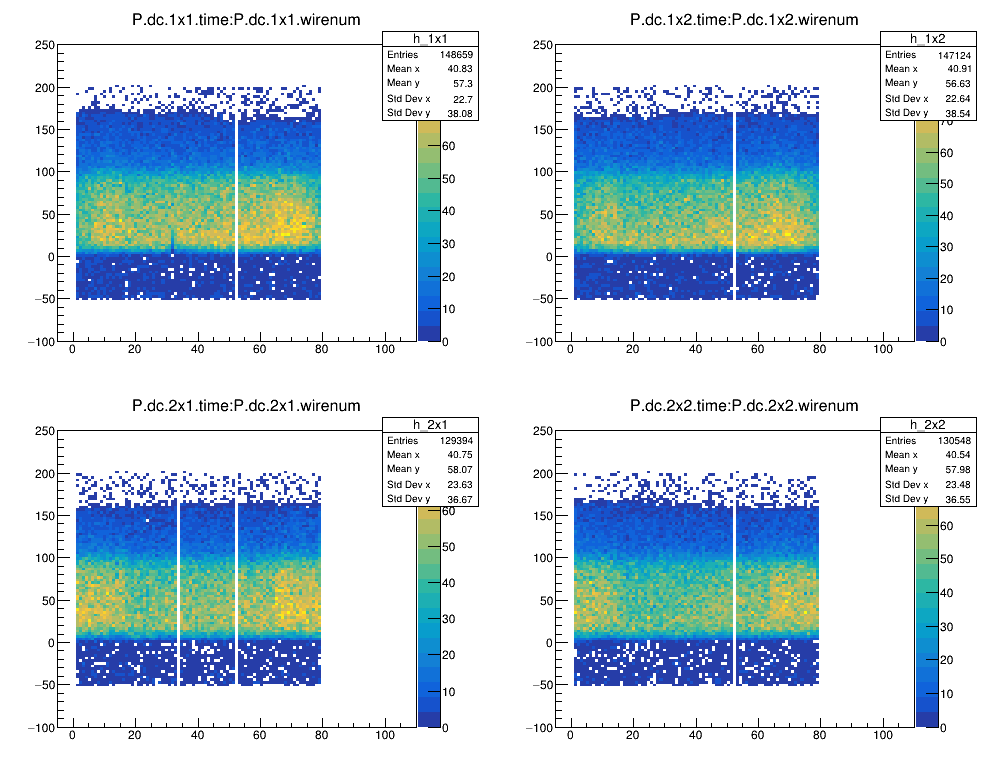 P.dc.1x1.time:P.dc.1x1.wirenum
h_1x1
Entries 148659
Mean x 40.83
Mean y 57.3
Std Dev x 22.7
Std Dev y 38.08
250
200
150
100
50
0
−50
−100
0 20 40 60 80 100
60
50
40
30
20
10
0
P.dc.1x2.time:P.dc.1x2.wirenum
h_1x2
Entries 147124
Mean x 40.91
Mean y 56.63
Std Dev x 22.64
Std Dev y 38.54
250
200
150
100
50
0
−50
−100
0 20 40 60 80 100
70
60
50
40
30
20
10
0
P.dc.2x1.time:P.dc.2x1.wirenum
h_2x1
Entries 129394
Mean x 40.75
Mean y 58.07
Std Dev x 23.63
Std Dev y 36.67
250
200
150
100
50
0
−50
−100
0 20 40 60 80 100
60
50
40
30
20
10
0
P.dc.2x2.time:P.dc.2x2.wirenum
h_2x2
Entries 130548
Mean x 40.54
Mean y 57.98
Std Dev x 23.48
Std Dev y 36.55
250
200
150
100
50
0
−50
−100
0 20 40 60 80 100
60
50
40
30
20
10
0